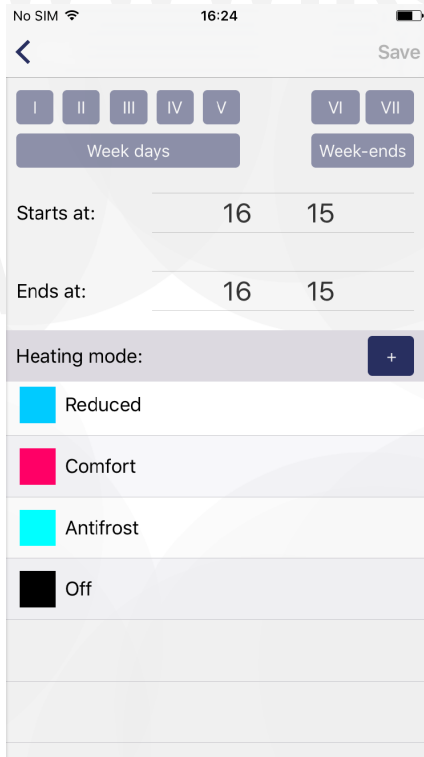 No SIM 16:24
Save
I II III IV V VI VII
Week days Week-ends
Starts at: 16 15
Ends at: 16 15
Heating mode: +
Reduced
Comfort
Antifrost
Off